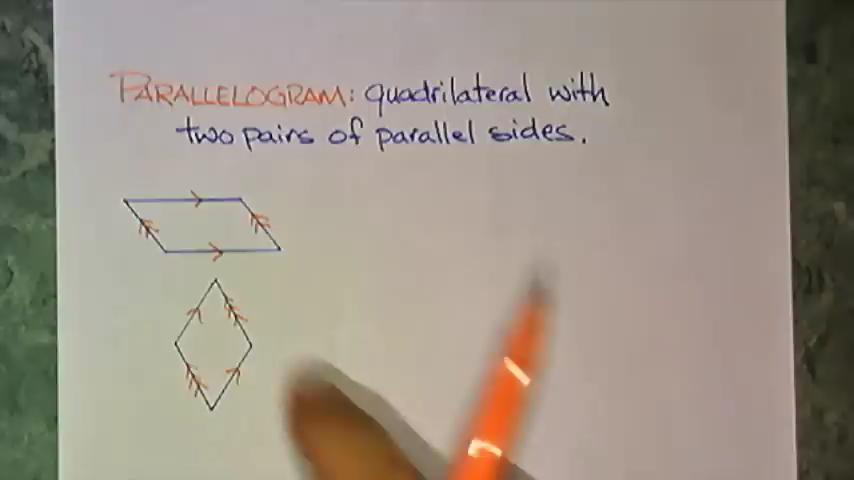 PARALLELOGRAM: quadrilateral with
two pairs of parallel sides.